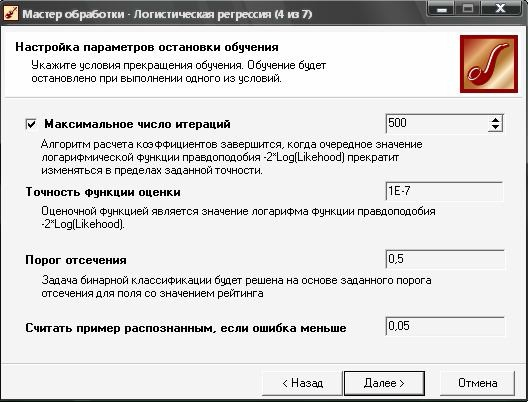 Мастер обработки - Логистическая регрессия (4 из 7)
Настройка параметров остановки обучения
Укажите условия прекращения обучения. Обучение будет
остановлено при выполнении одного из условий.
Максимальное число итераций
500
Алгоритм расчета коэффициентов завершится, когда очередное значение
логарифмической функции правдоподобия -2*Log(Likehood) прекратит
изменяться в пределах заданной точности.
Точность функции оценки
1E-7
Оценочной функцией является значение логарифма функции правдоподобия
-2*Log(Likehood).
Порог отсечения
0,5
Задача бинарной классификации будет решена на основе заданного порога
отсечения для поля со значением рейтинга
Считать пример распознанным, если ошибка меньше
0,05
< Назад
Далее >
Отмена